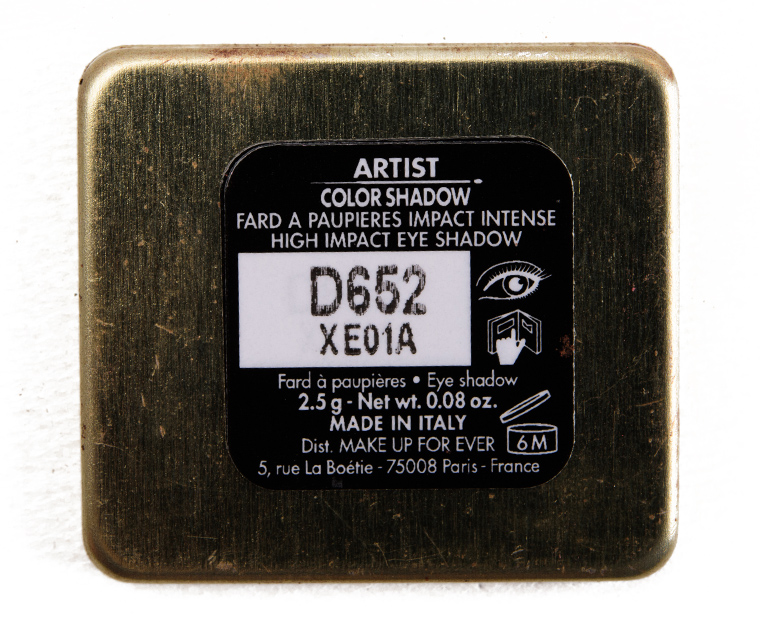 ARTIST
COLOR SHADOW
FARD A PAUPIERES IMPACT INTENSE
HIGH IMPACT EYE SHADOW
D652
XE01A
Fard à paupières • Eye shadow
2.5 g - Net wt. 0.08 oz.
MADE IN ITALY
Dist. MAKE UP FOR EVER
6M
5, rue La Boétie - 75008 Paris - France